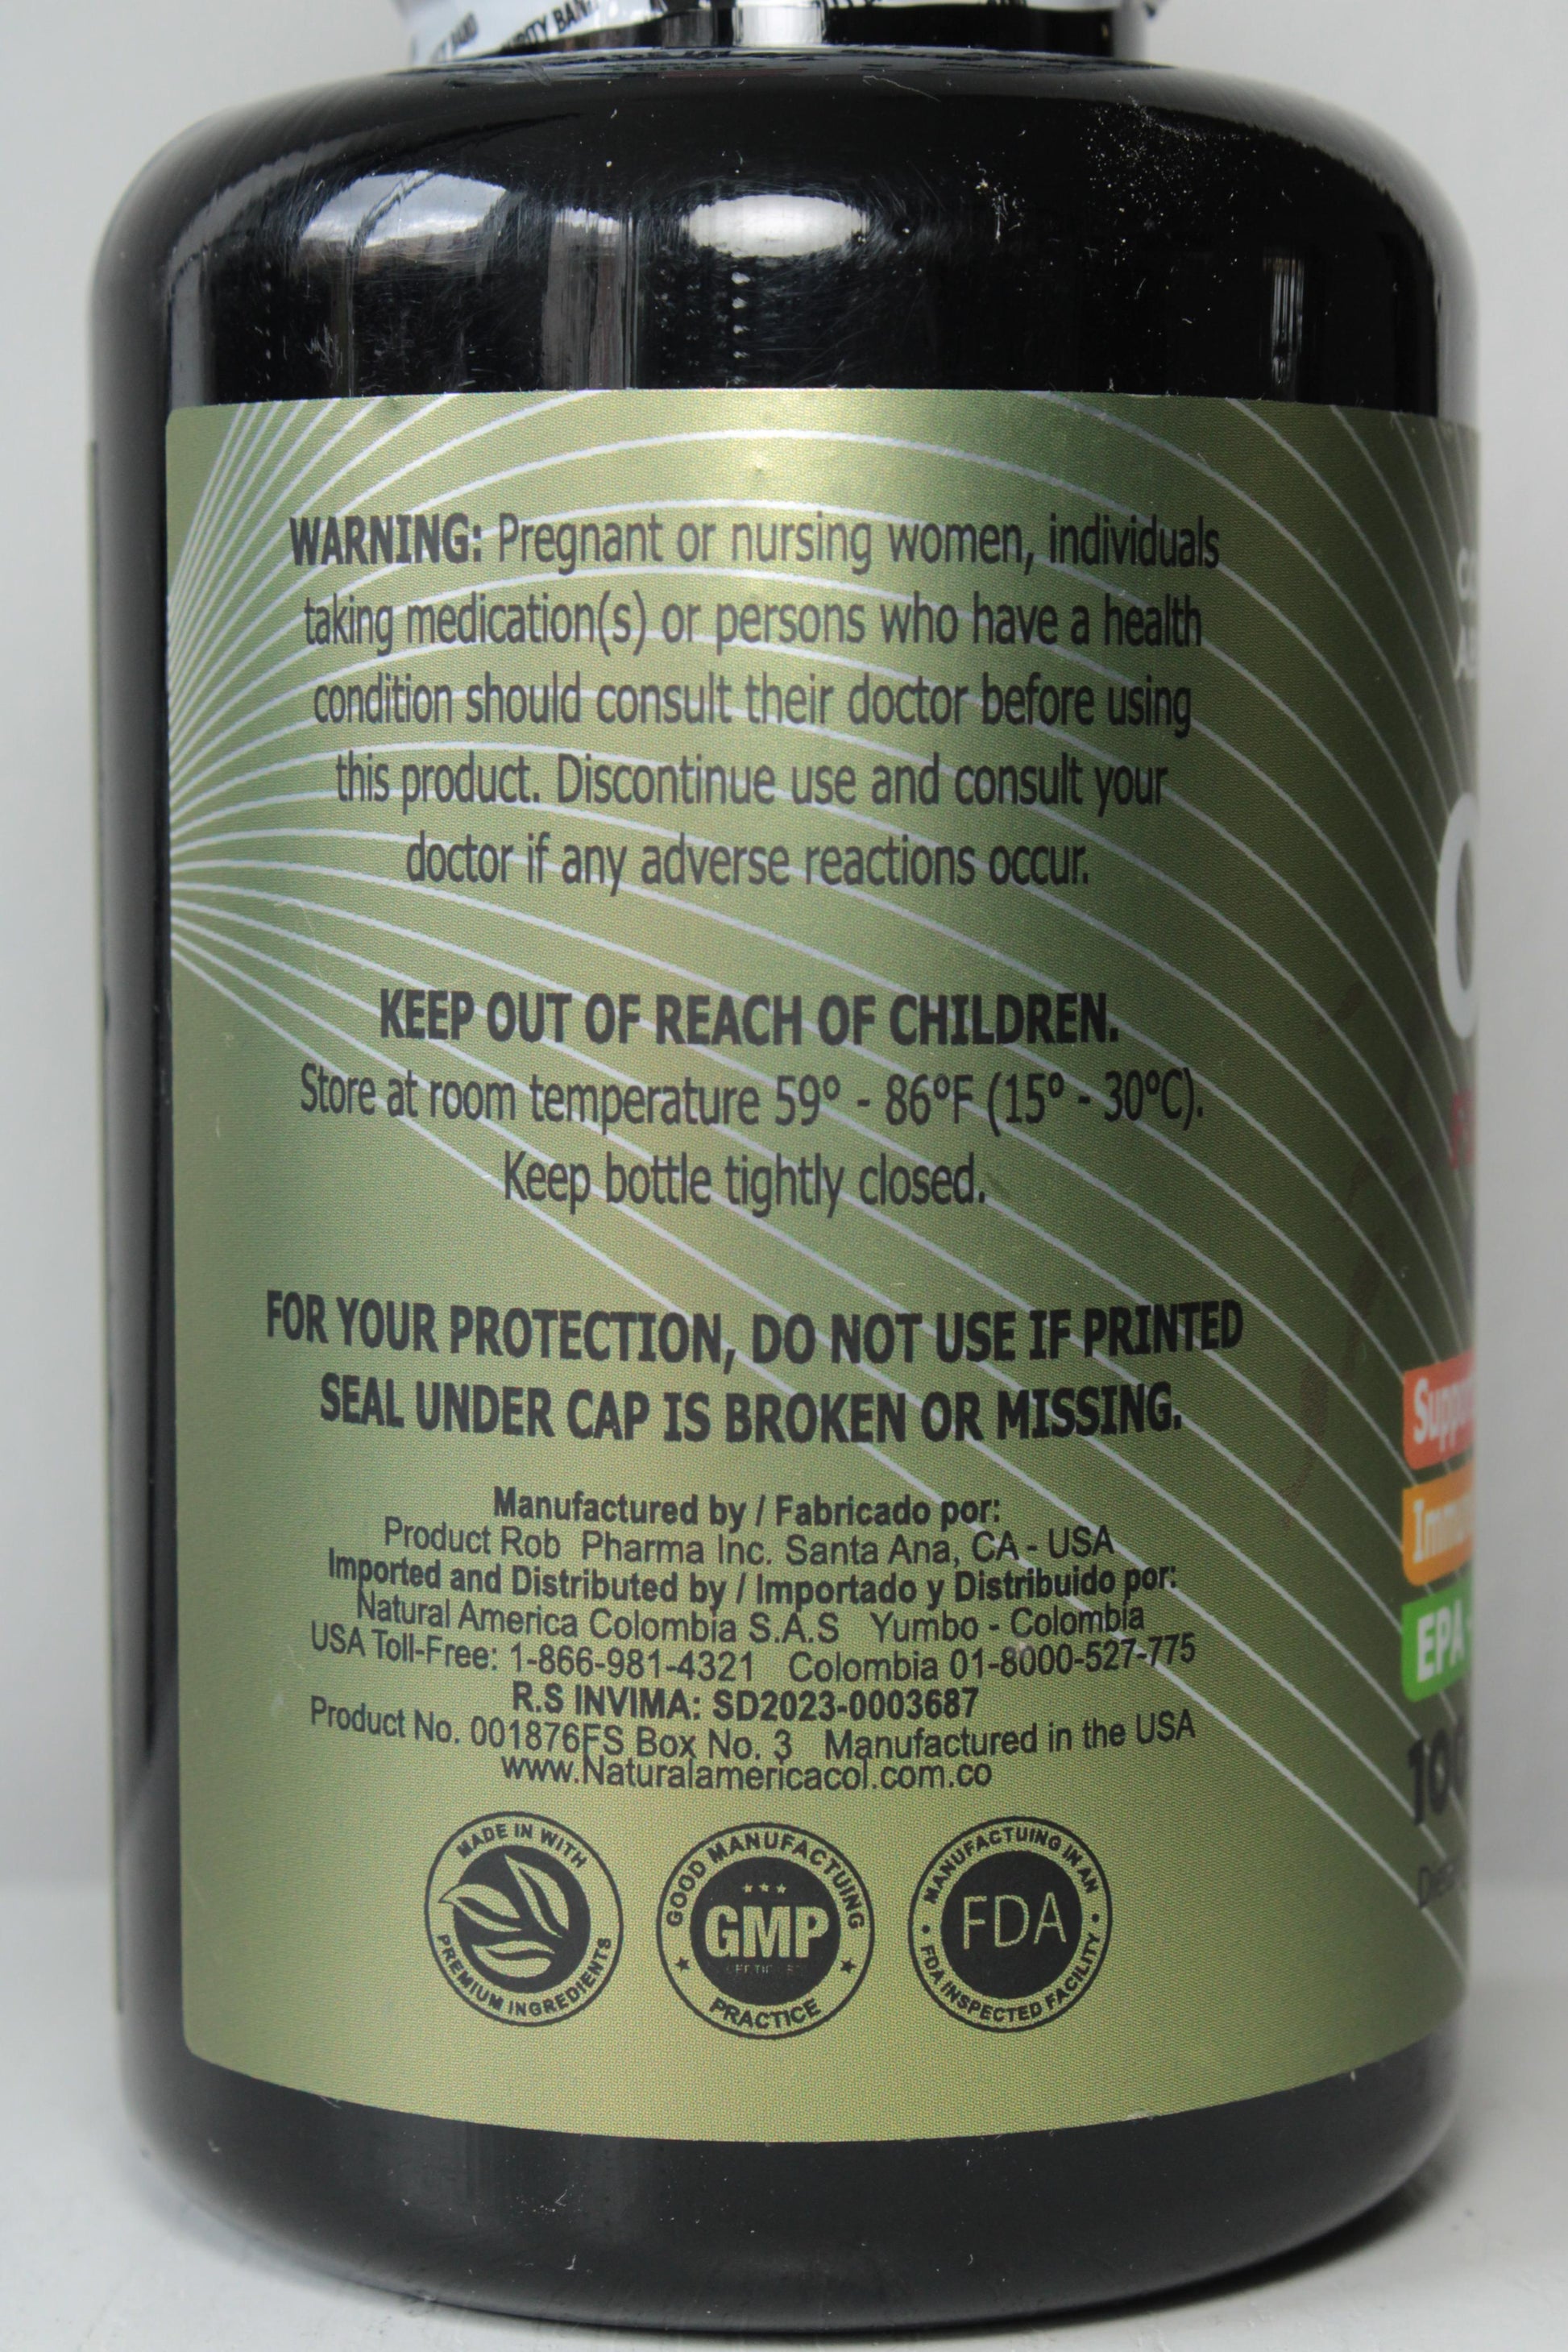 RITY BAN
WARNING: Pregnant or nursing women, individuals
taking medication(s) or persons who have a health
condition should consult their doctor before using
this product. Discontinue use and consult your
doctor if any adverse reactions occur.
KEEP OUT OF REACH OF CHILDREN.
Store at room temperature 59º - 86ºF (15º - 30ºC).
Keep bottle tightly closed.
FOR YOUR PROTECTION, DO NOT USE IF PRINTED
SEAL UNDER CAP IS BROKEN OR MISSING.
Manufactured by / Fabricado por:
Product Rob Pharma Inc. Santa Ana, CA - USA
Imported and Distributed by / Importado y Distribuido por:
Natural America Colombia S.A.S Yumbo - Colombia
USA Toll-Free: 1-866-981-4321 Colombia 01-8000-527-775
R.S INVIMA: SD2023-0003687
Product No. 001876FS Box No. 3 Manufactured in the USA
www.Naturalamericacol.com.co
MADE IN WITH
PREMIUM INGREDIENTS
GOOD MANUFACTUING
GMP
PRACTICE
MANUFACTUING IN AN
FDA
FDA INSPECTED FACILITY
EPA